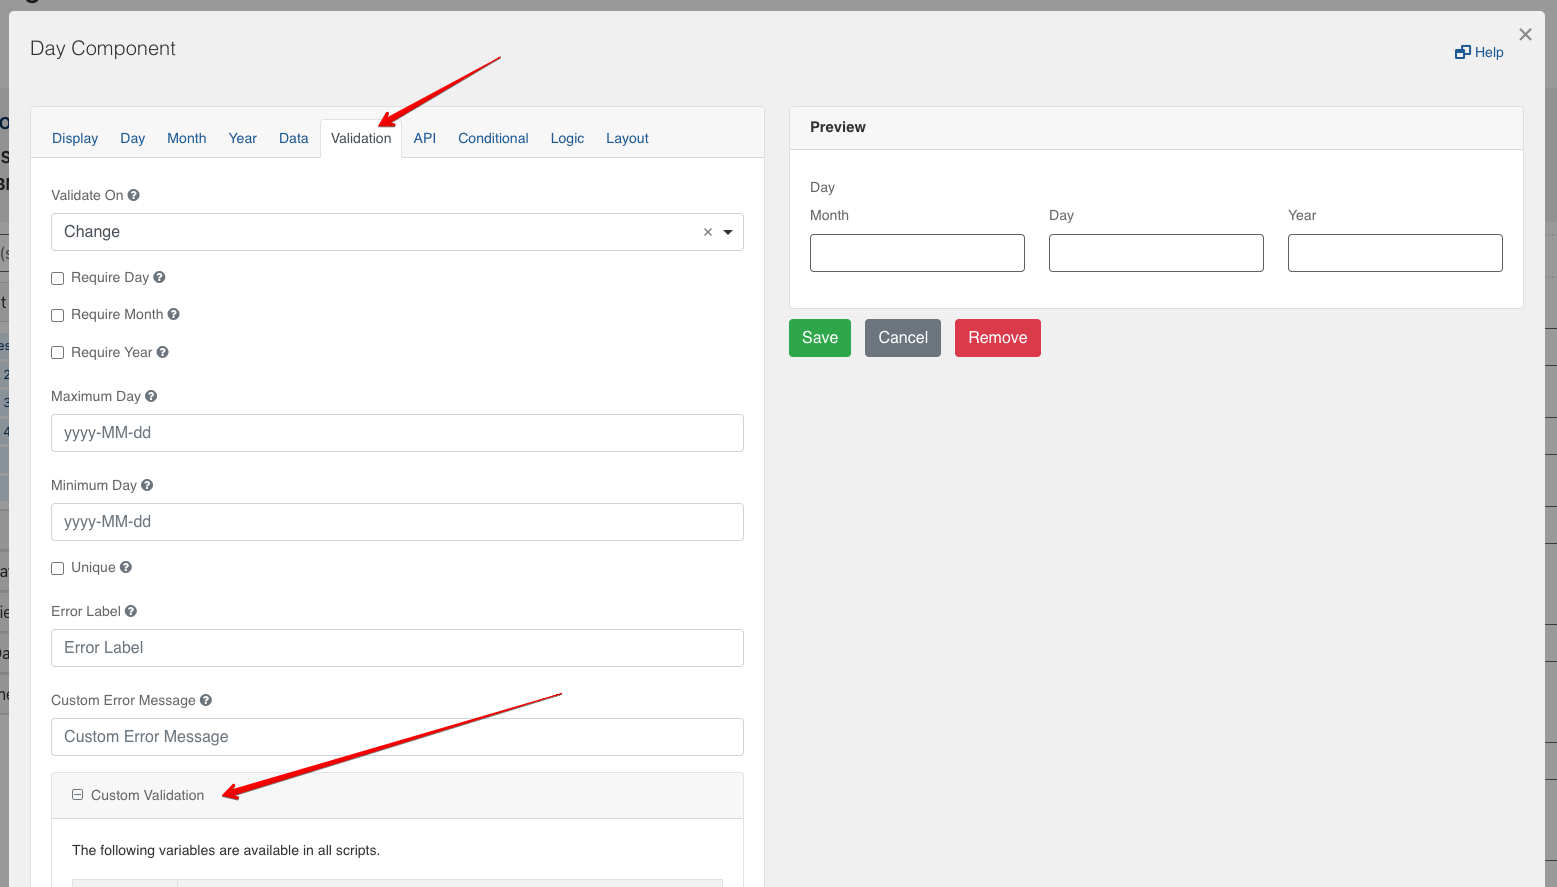 Day Component
Help
Display Day Month Year Data Validation API Conditional Logic Layout
Validate On
Change
Require Day
Require Month
Require Year
Maximum Day
yyyy-MM-dd
Minimum Day
yyyy-MM-dd
Unique
Error Label
Error Label
Custom Error Message
Custom Error Message
Custom Validation
The following variables are available in all scripts.
Preview
Day
Month Day Year
Save Cancel Remove